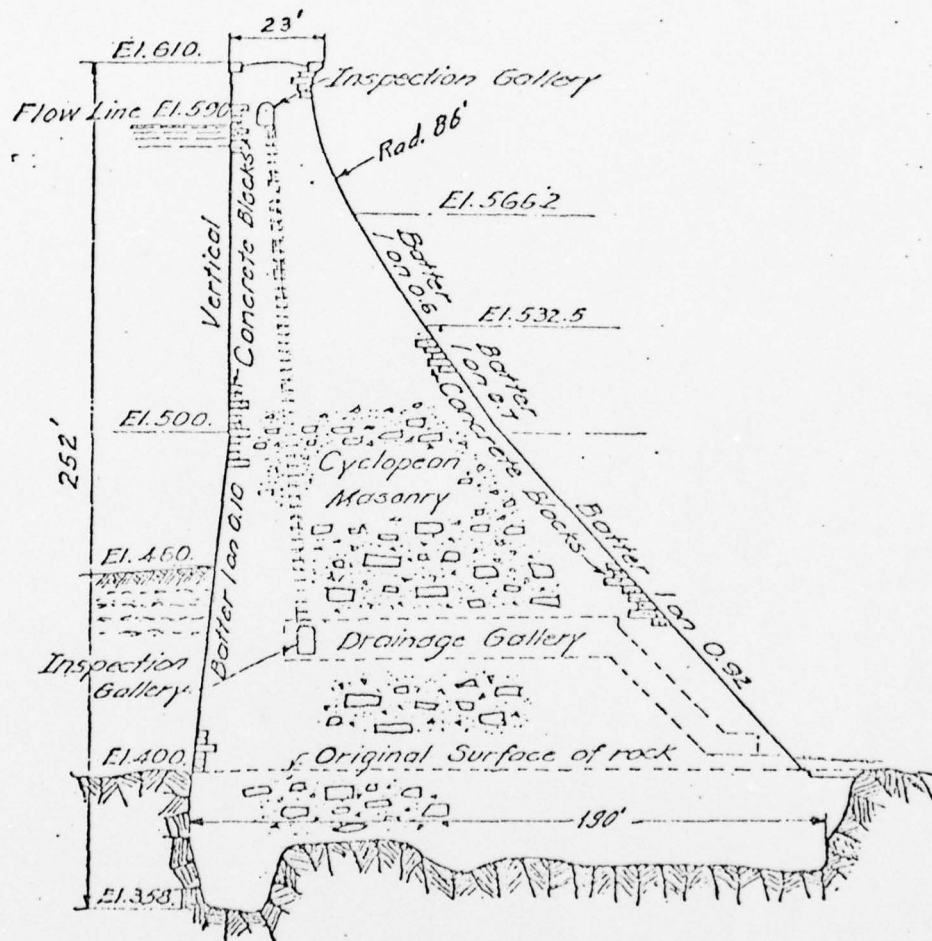 23'
El. 610.
Inspection Gallery
Flow Line El. 590
Rad. 86'
El. 566.2
Vertical
Concrete Blocks
Batter
1 on 0.6
El. 532.5
Batter
1 on 0.7
El. 500.
Concrete Blocks
252'
Cyclopean
Masonry
Batter 1 on 0.10
Batter 1 on 0.92
El. 460.
Drainage Gallery
Inspection
Gallery
El. 400.
Original Surface of rock
190'
El. 358.